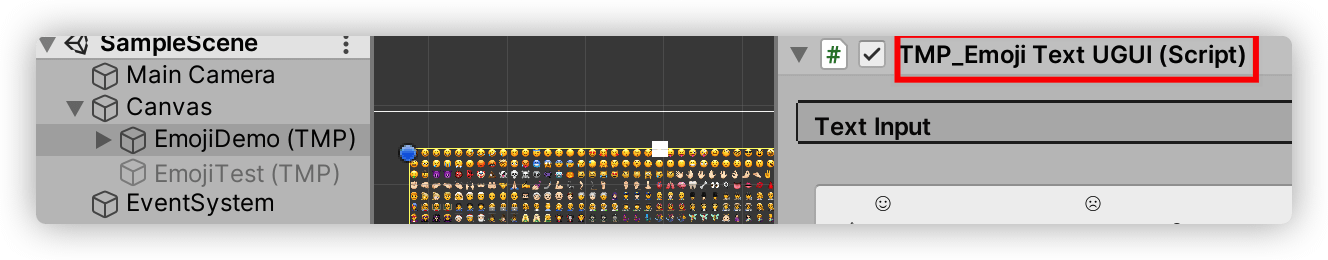 SampleScene
Main Camera
Canvas
EmojiDemo (TMP)
EmojiTest (TMP)
EventSystem
# TMP_Emoji Text UGUI (Script)
Text Input
☺ ☹